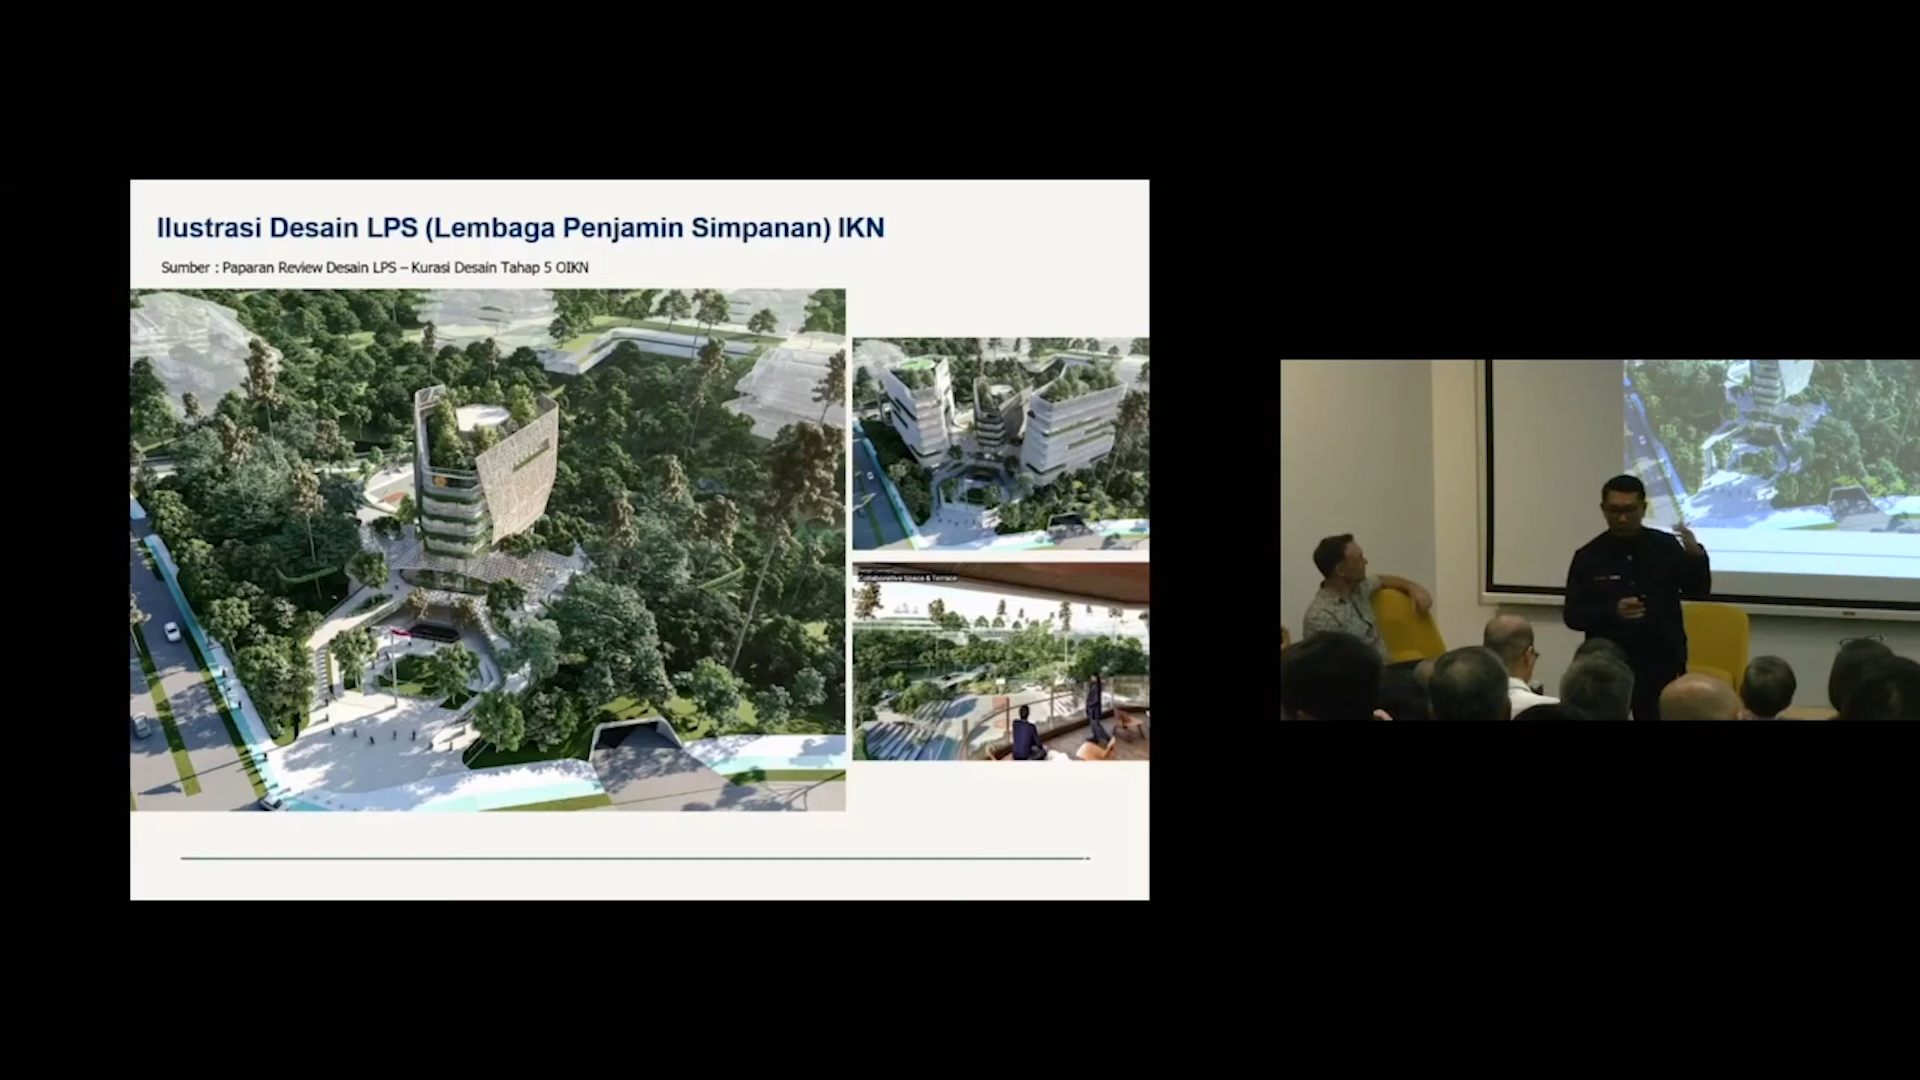 Ilustrasi Desain LPS (Lembaga Penjamin Simpanan) IKN
Sumber : Paparan Review Desain LPS – Kurasi Desain Tahap 5 OIKN
Collaborative Space & Terrace